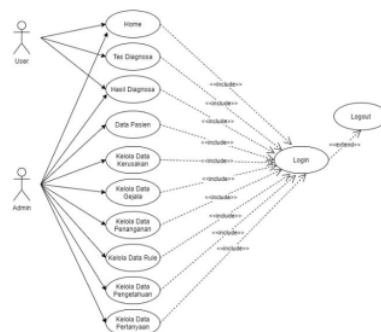 Home
User
Tes Diagnosa
<<include>>
<<include>>
Hasil Diagnosa
<<include>>
Logout
Data Pasien
<<include>>
<<extend>>
Kelola Data
Kerusakan
<<include>>
Login
Kelola Data
Gejala
<<include>>
Admin
Kelola Data
Penanganan
<<include>>
Kelola Data Rule
<<include>>
<<include>>
Kelola Data
Pengetahuan
<<include>>
Kelola Data
Pertanyaan